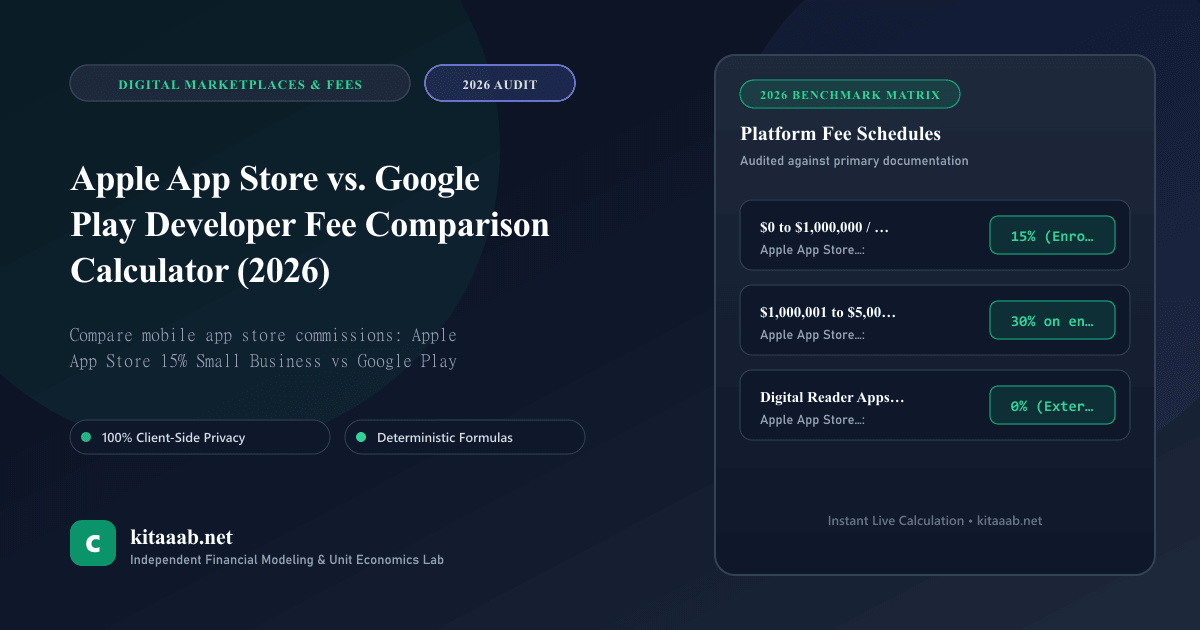 DIGITAL MARKETPLACES & FEES
2026 AUDIT
Apple App Store vs. Google
Play Developer Fee Comparison
Calculator (2026)
Compare mobile app store commissions: Apple
App Store 15% Small Business vs Google Play
100% Client-Side Privacy
Deterministic Formulas
C
kitaaab.net
Independent Financial Modeling & Unit Economics Lab
2026 BENCHMARK MATRIX
Platform Fee Schedules
Audited against primary documentation
$0 to $1,000,000 / …
Apple App Store…:
15% (Enro…
$1,000,001 to $5,00…
Apple App Store…:
30% on en…
Digital Reader Apps…
Apple App Store…:
0% (Exter…
Instant Live Calculation • kitaaab.net